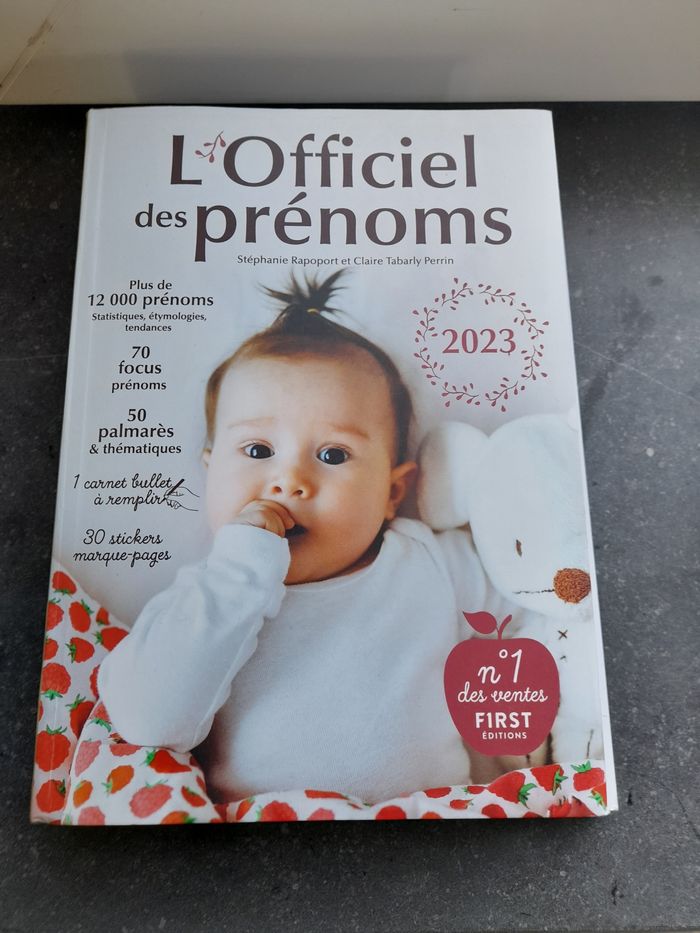 L'Officiel
des prénoms
Stéphanie Rapoport et Claire Tabarly Perrin
Plus de
12 000 prénoms
Statistiques, étymologies,
tendances
70
focus
prénoms
50
palmarès
& thématiques
1 carnet bullet
à remplir
30 stickers
marque-pages
2023
n°1
des ventes
FIRST
ÉDITIONS